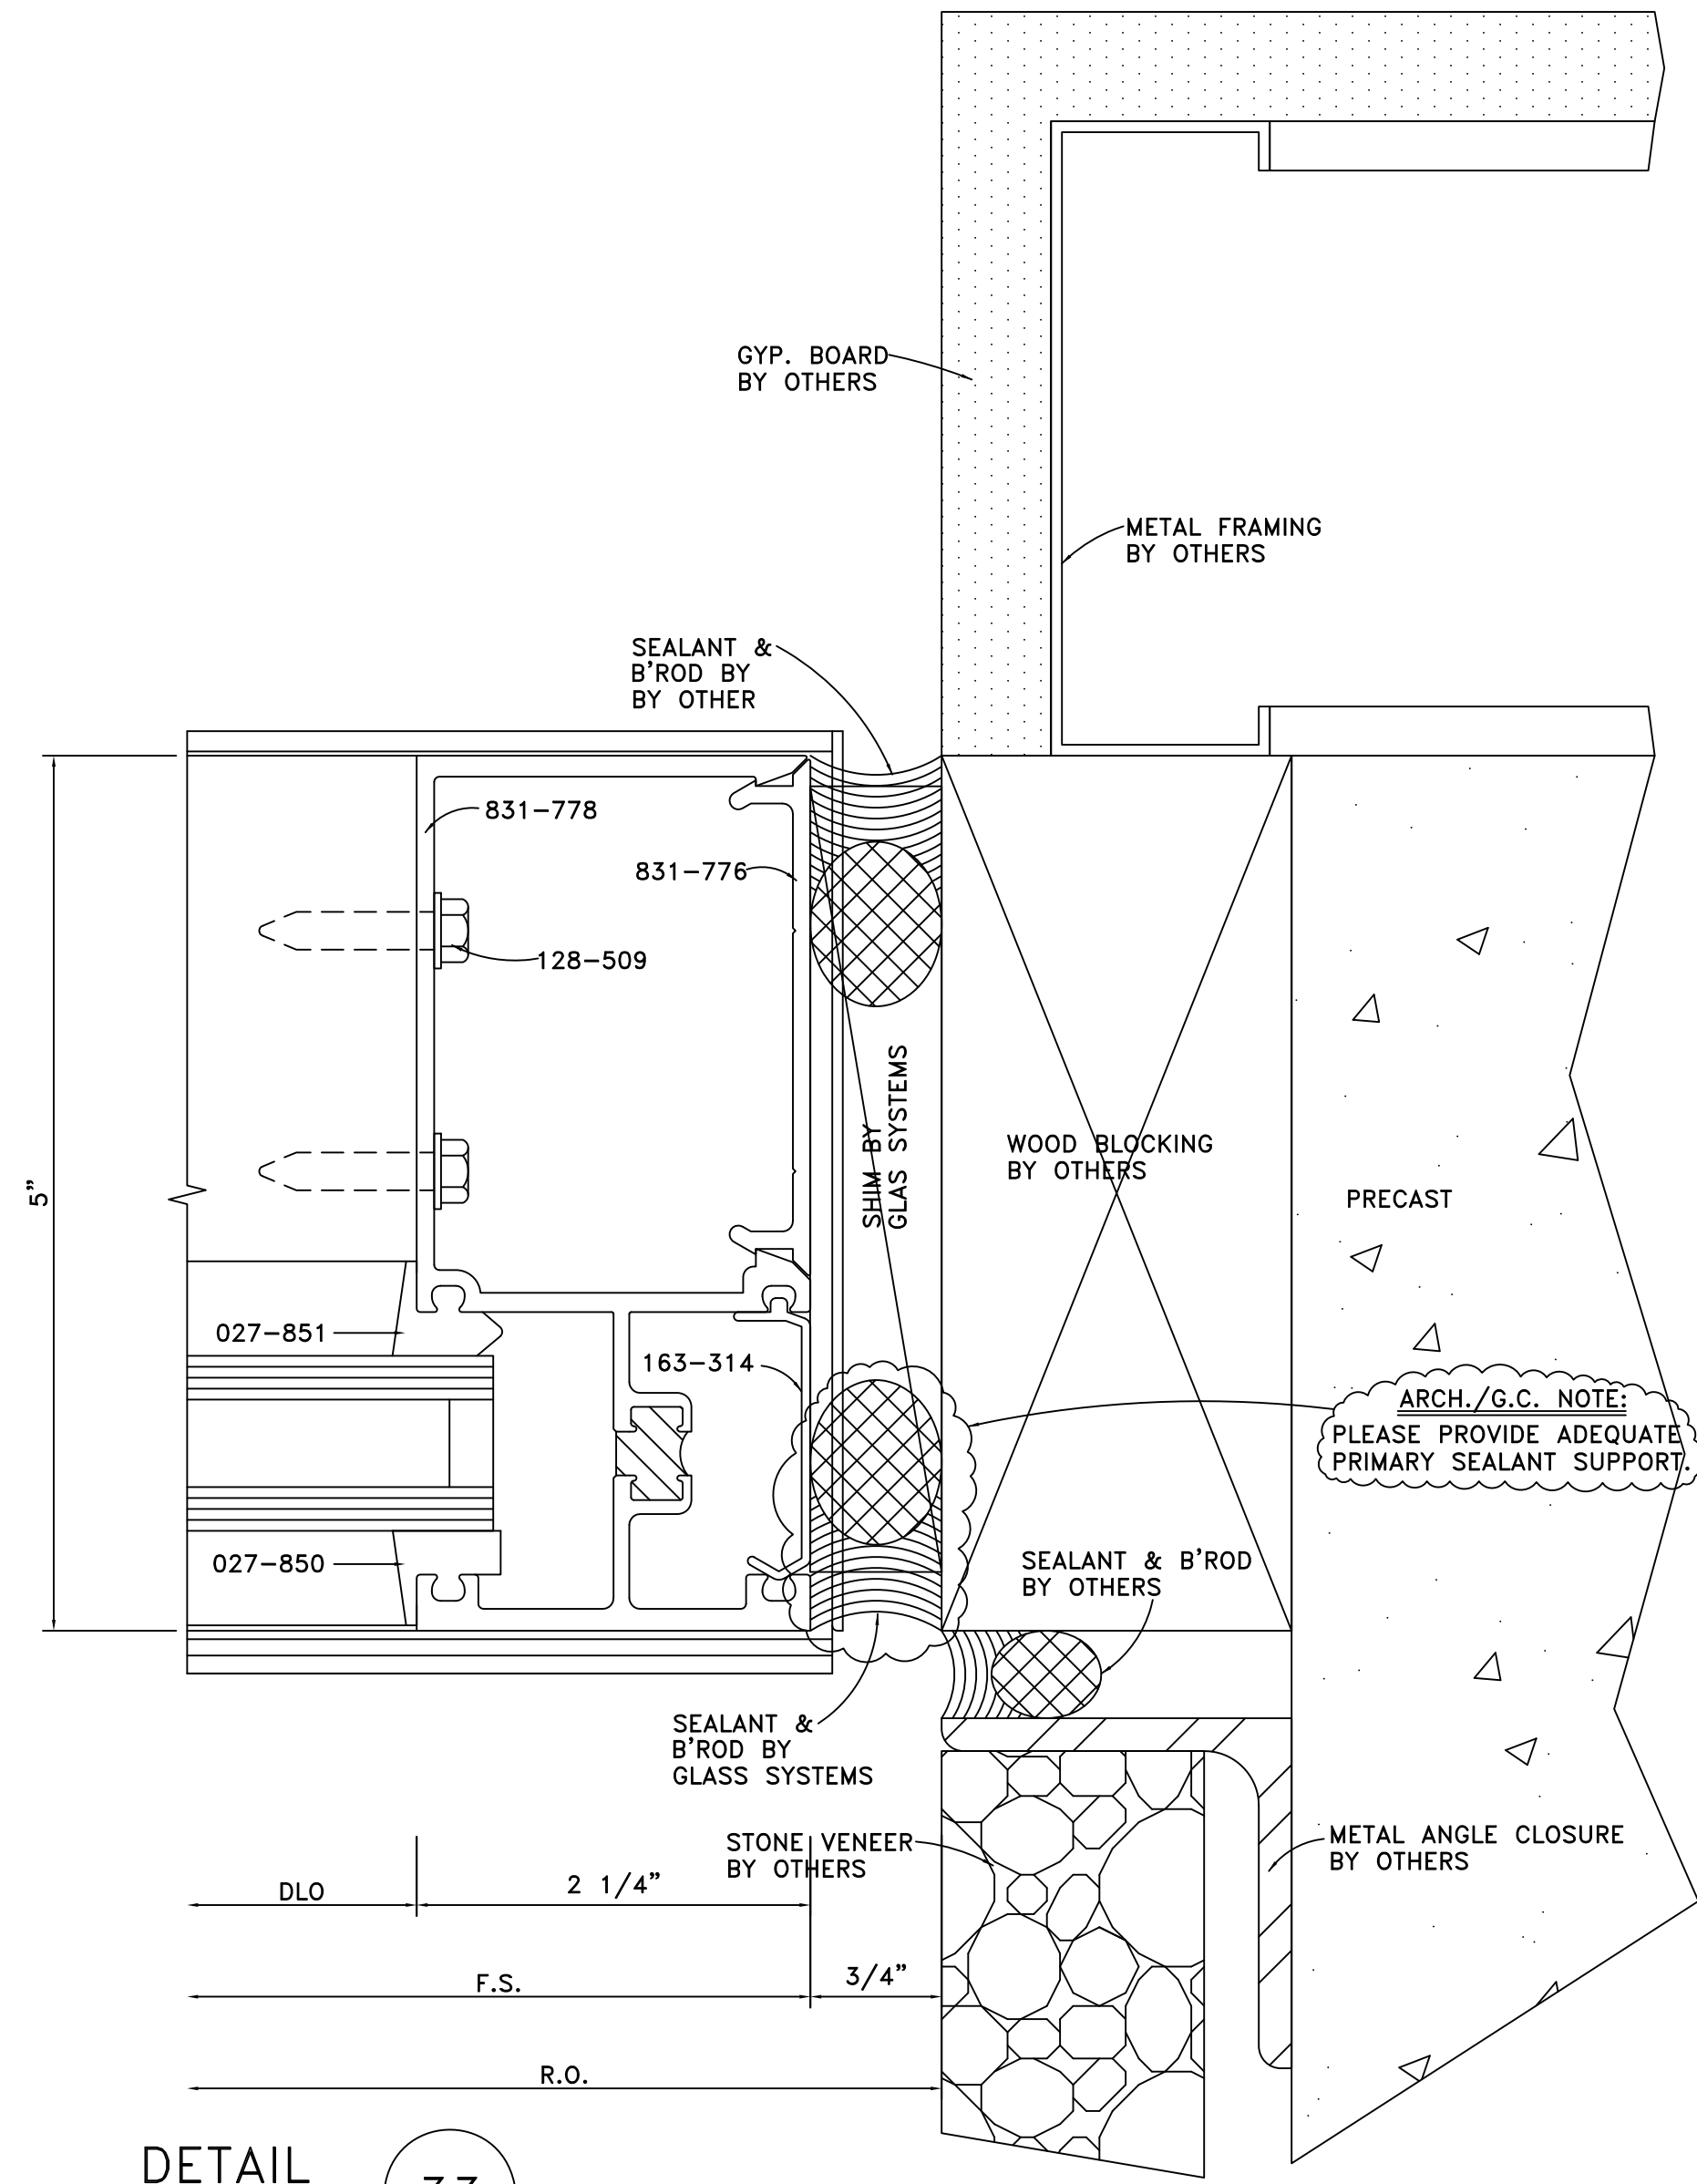 GYP. BOARD
BY OTHERS
METAL FRAMING
BY OTHERS
SEALANT &
B'ROD BY
BY OTHER
831-778
831-776
128-509
SHIM BY
GLAS SYSTEMS
WOOD BLOCKING
BY OTHERS
PRECAST
5"
027-851
163-314
ARCH./G.C. NOTE:
PLEASE PROVIDE ADEQUATE
PRIMARY SEALANT SUPPORT.
027-850
SEALANT & B'ROD
BY OTHERS
SEALANT &
B'ROD BY
GLASS SYSTEMS
STONE VENEER
BY OTHERS
METAL ANGLE CLOSURE
BY OTHERS
DLO
2 1/4"
F.S.
3/4"
R.O.
DETAIL